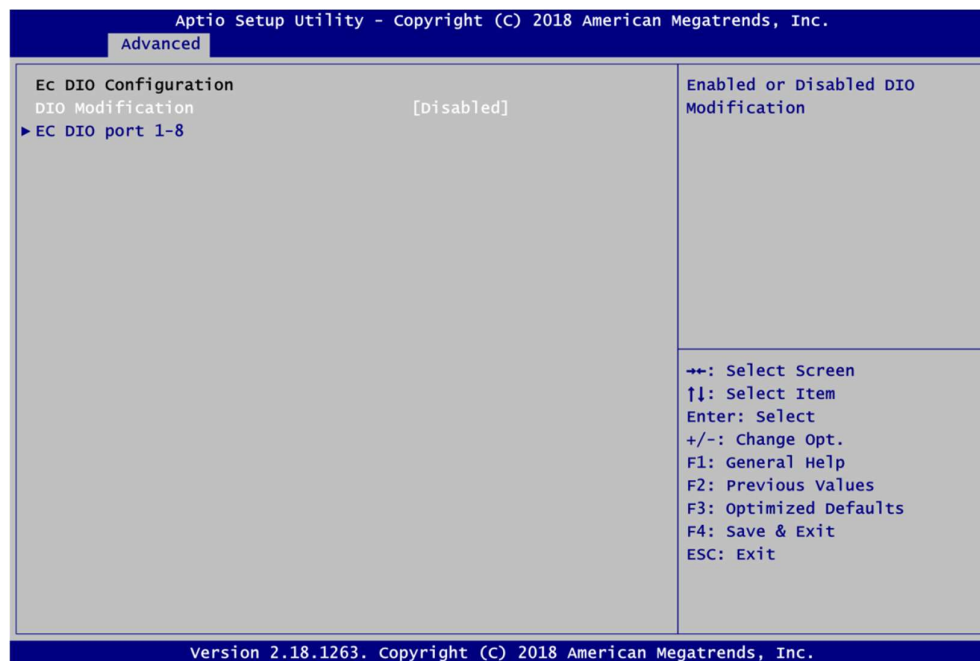 Aptio Setup Utility - Copyright (C) 2018 American Megatrends, Inc.
Advanced
Ec DIO Configuration
DIO Modification [Disabled]
▶ EC DIO port 1-8
Enabled or Disabled DIO
Modification
→←: Select Screen
↑↓: Select Item
Enter: Select
+/-: Change Opt.
F1: General Help
F2: Previous Values
F3: Optimized Defaults
F4: Save & Exit
ESC: Exit
Version 2.18.1263. Copyright (C) 2018 American Megatrends, Inc.